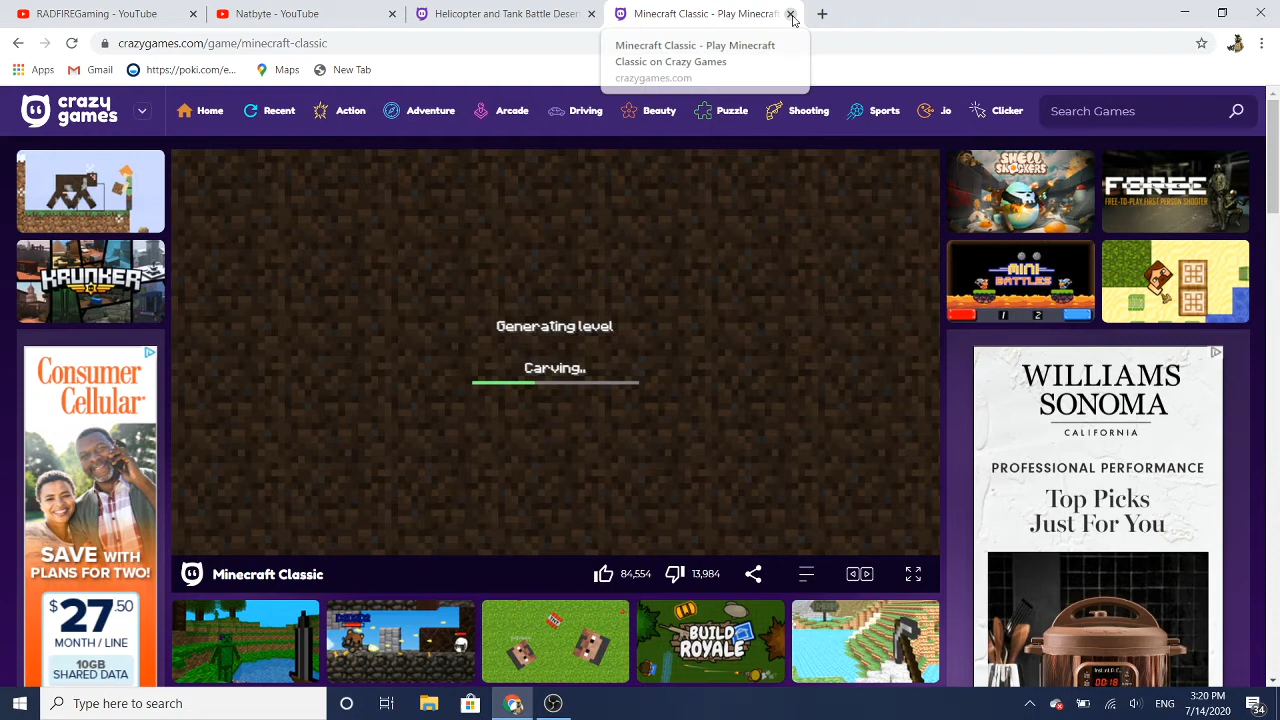 YouTube
YouTube
Helicopter and Tank Battle Desert
Minecraft Classic - Play Minecraft
crazygames.com/game/minecraft-classic
Minecraft Classic - Play Minecraft
Classic on Crazy Games
crazygames.com
Apps
Gmail
https://poki.com/e...
Maps
New Tab
crazy
games
Home
Recent
Action
Adventure
Arcade
Driving
Beauty
Puzzle
Shooting
Sports
.io
Clicker
Search Games
SHELL
SHOCKERS
FREE-TO-PLAY FIRST PERSON SHOOTER
KRUNKER
MINI
BATTLES
1 2
Generating level
Carving..
Consumer
Cellular
SAVE WITH
PLANS FOR TWO!
$27.50
MONTH / LINE
10GB
SHARED DATA
WILLIAMS
SONOMA
CALIFORNIA
PROFESSIONAL PERFORMANCE
Top Picks
Just For You
Minecraft Classic
84,554
13,984
BUILD
ROYALE
Type here to search
ENG
3:20 PM
7/14/2020
34